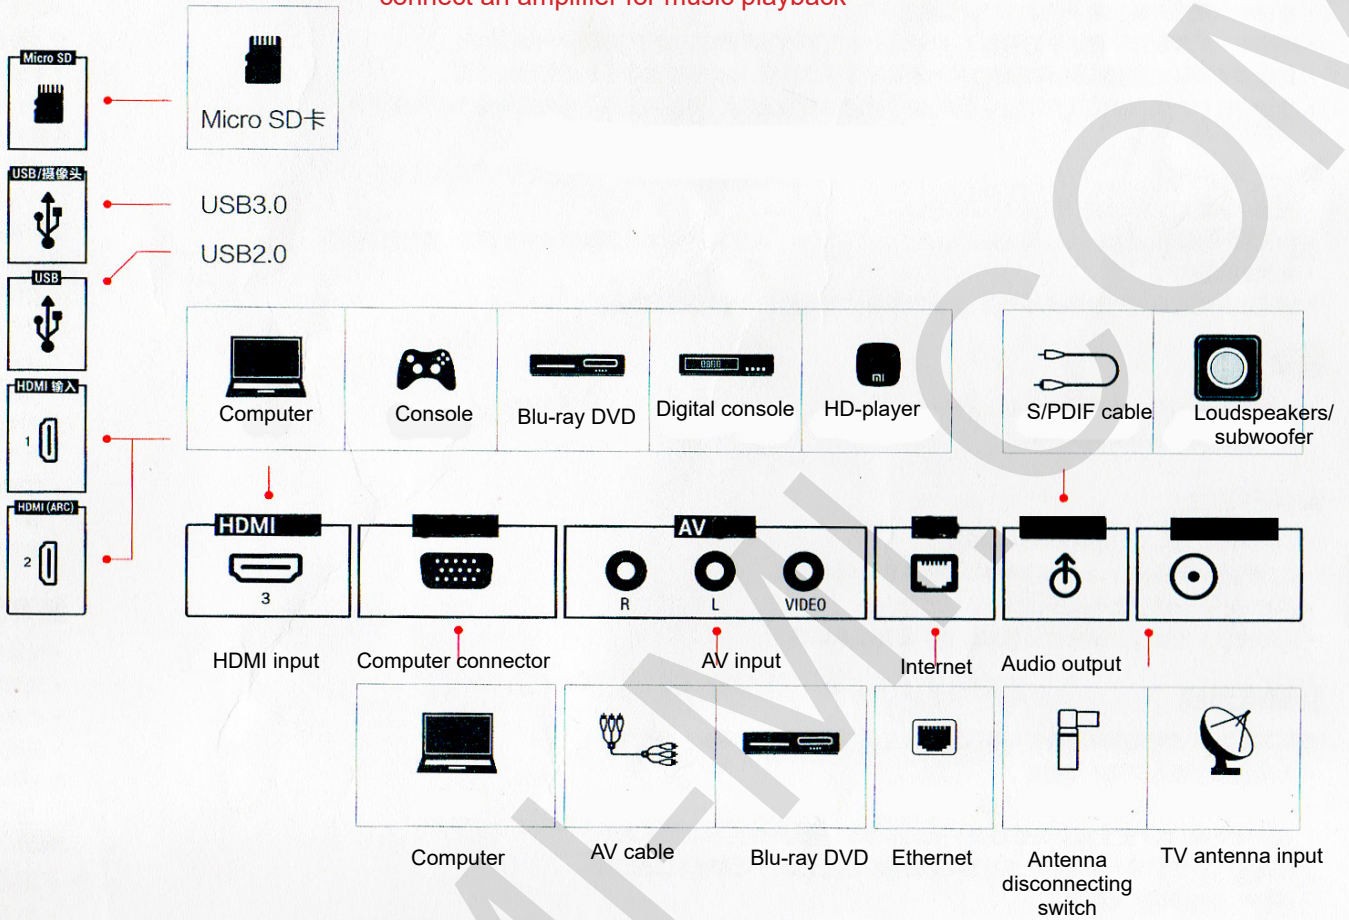 connect an amplifier for music playback
Micro SD
Micro SD卡
USB/摄像头
USB3.0
USB2.0
USB
HDMI 输入
1
HDMI (ARC)
2
Computer
Console
Blu-ray DVD
Digital console
HD-player
S/PDIF cable
Loudspeakers/
subwoofer
HDMI
3
AV
R
L
VIDEO
HDMI input
Computer connector
AV input
Internet
Audio output
Computer
AV cable
Blu-ray DVD
Ethernet
Antenna
disconnecting
switch
TV antenna input
MI-MI.COM